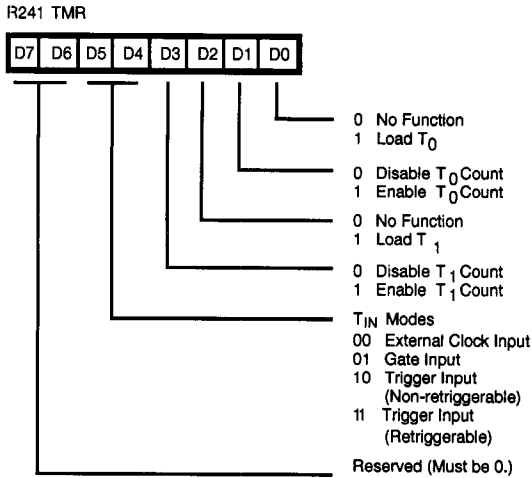 R241 TMR
D7 D6 D5 D4 D3 D2 D1 D0
0 No Function
1 Load T0
0 Disable T0 Count
1 Enable T0 Count
0 No Function
1 Load T1
0 Disable T1 Count
1 Enable T1 Count
TIN Modes
00 External Clock Input
01 Gate Input
10 Trigger Input
(Non-retriggerable)
11 Trigger Input
(Retriggerable)
Reserved (Must be 0.)